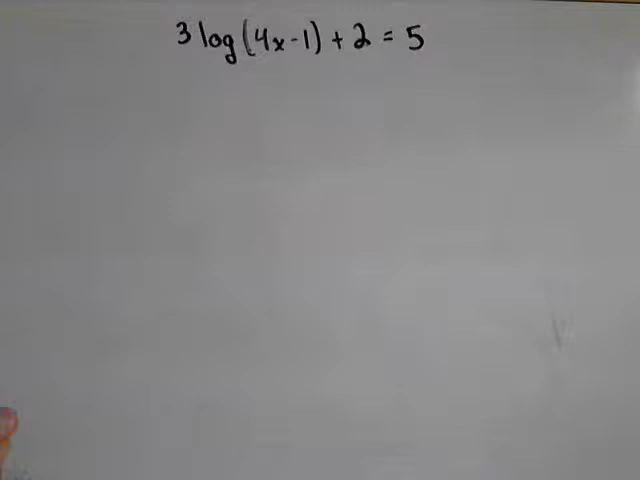 3 log(4x-1) + 2 = 5